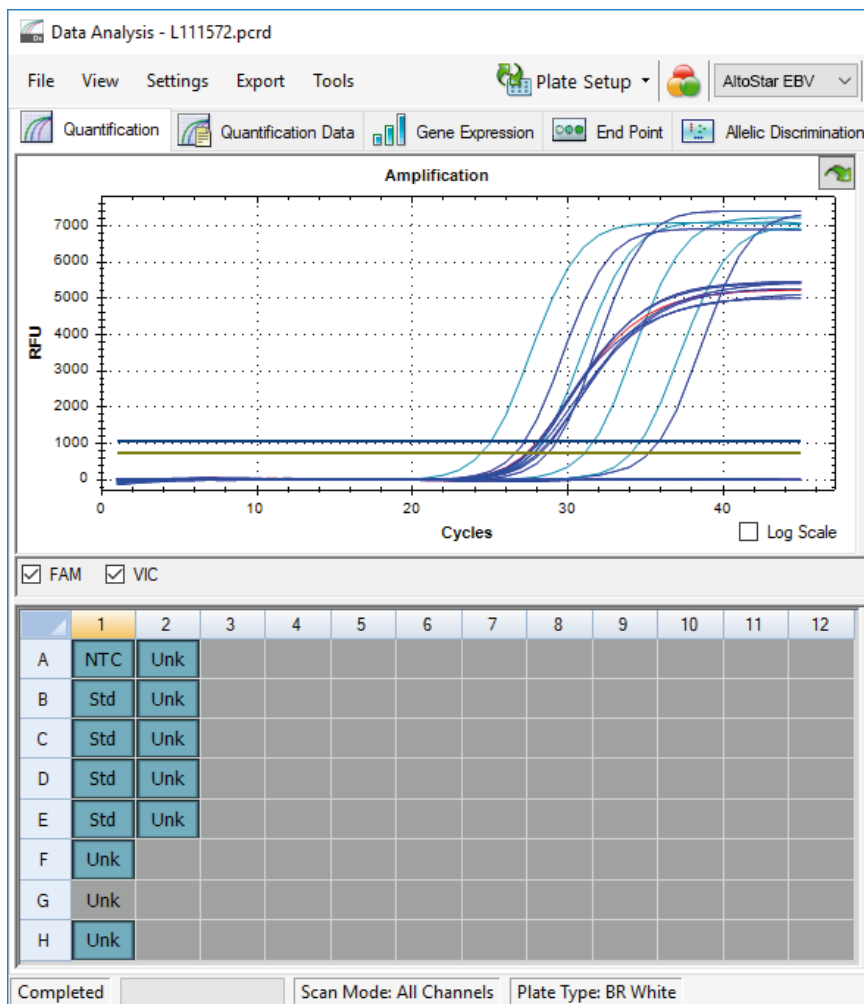 Data Analysis - L111572.pcrd
File View Settings Export Tools Plate Setup AltoStar EBV
Quantification Quantification Data Gene Expression End Point Allelic Discrimination
Amplification
7000
6000
5000
4000
3000
2000
1000
0
RFU
0 10 20 30 40
Cycles
Log Scale
FAM VIC
1 2 3 4 5 6 7 8 9 10 11 12
A NTC Unk
B Std Unk
C Std Unk
D Std Unk
E Std Unk
F Unk
G Unk
H Unk
Completed Scan Mode: All Channels Plate Type: BR White